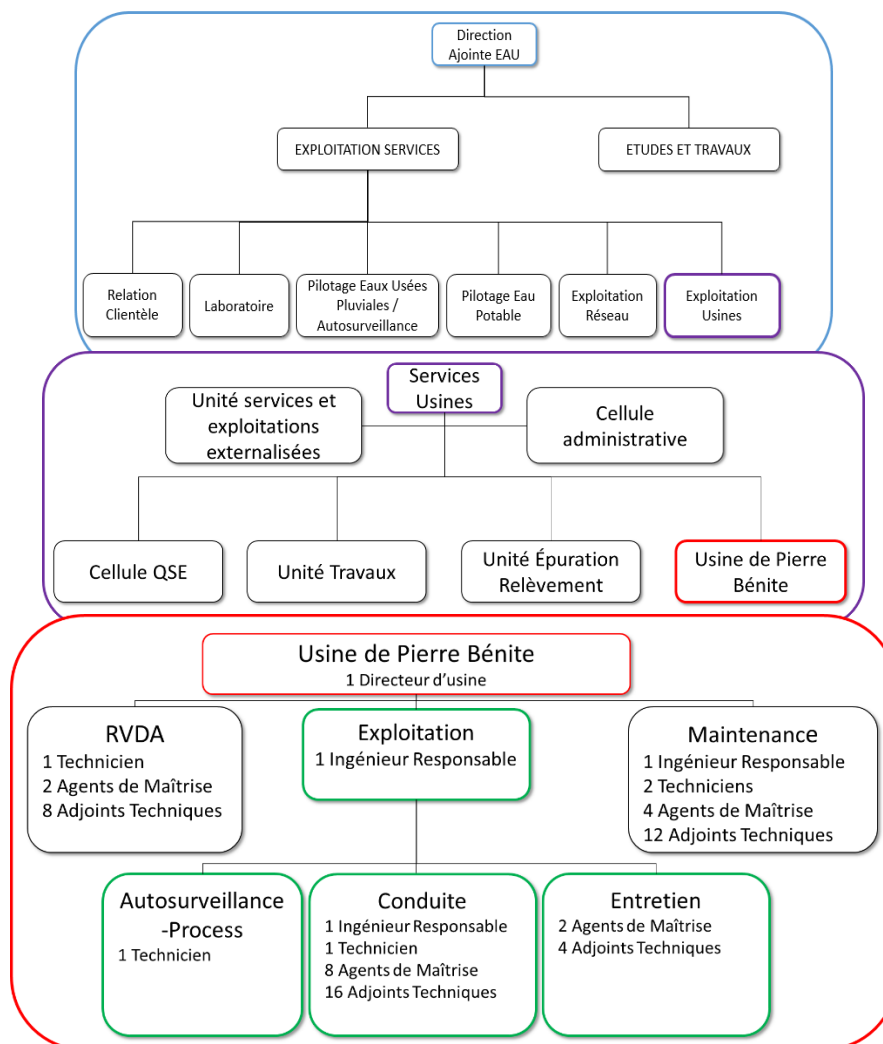 Direction
Ajointe EAU
EXPLOITATION SERVICES
ETUDES ET TRAVAUX
Relation
Clientèle
Laboratoire
Pilotage Eaux Usées
Pluviales /
Autosurveillance
Pilotage Eau
Potable
Exploitation
Réseau
Exploitation
Usines
Services
Usines
Unité services et
exploitations
externalisées
Cellule
administrative
Cellule QSE
Unité Travaux
Unité Épuration
Relèvement
Usine de Pierre
Bénite
Usine de Pierre Bénite
1 Directeur d'usine
RVDA
1 Technicien
2 Agents de Maîtrise
8 Adjoints Techniques
Exploitation
1 Ingénieur Responsable
Maintenance
1 Ingénieur Responsable
2 Techniciens
4 Agents de Maîtrise
12 Adjoints Techniques
Autosurveillance
-Process
1 Technicien
Conduite
1 Ingénieur Responsable
1 Technicien
8 Agents de Maîtrise
16 Adjoints Techniques
Entretien
2 Agents de Maîtrise
4 Adjoints Techniques